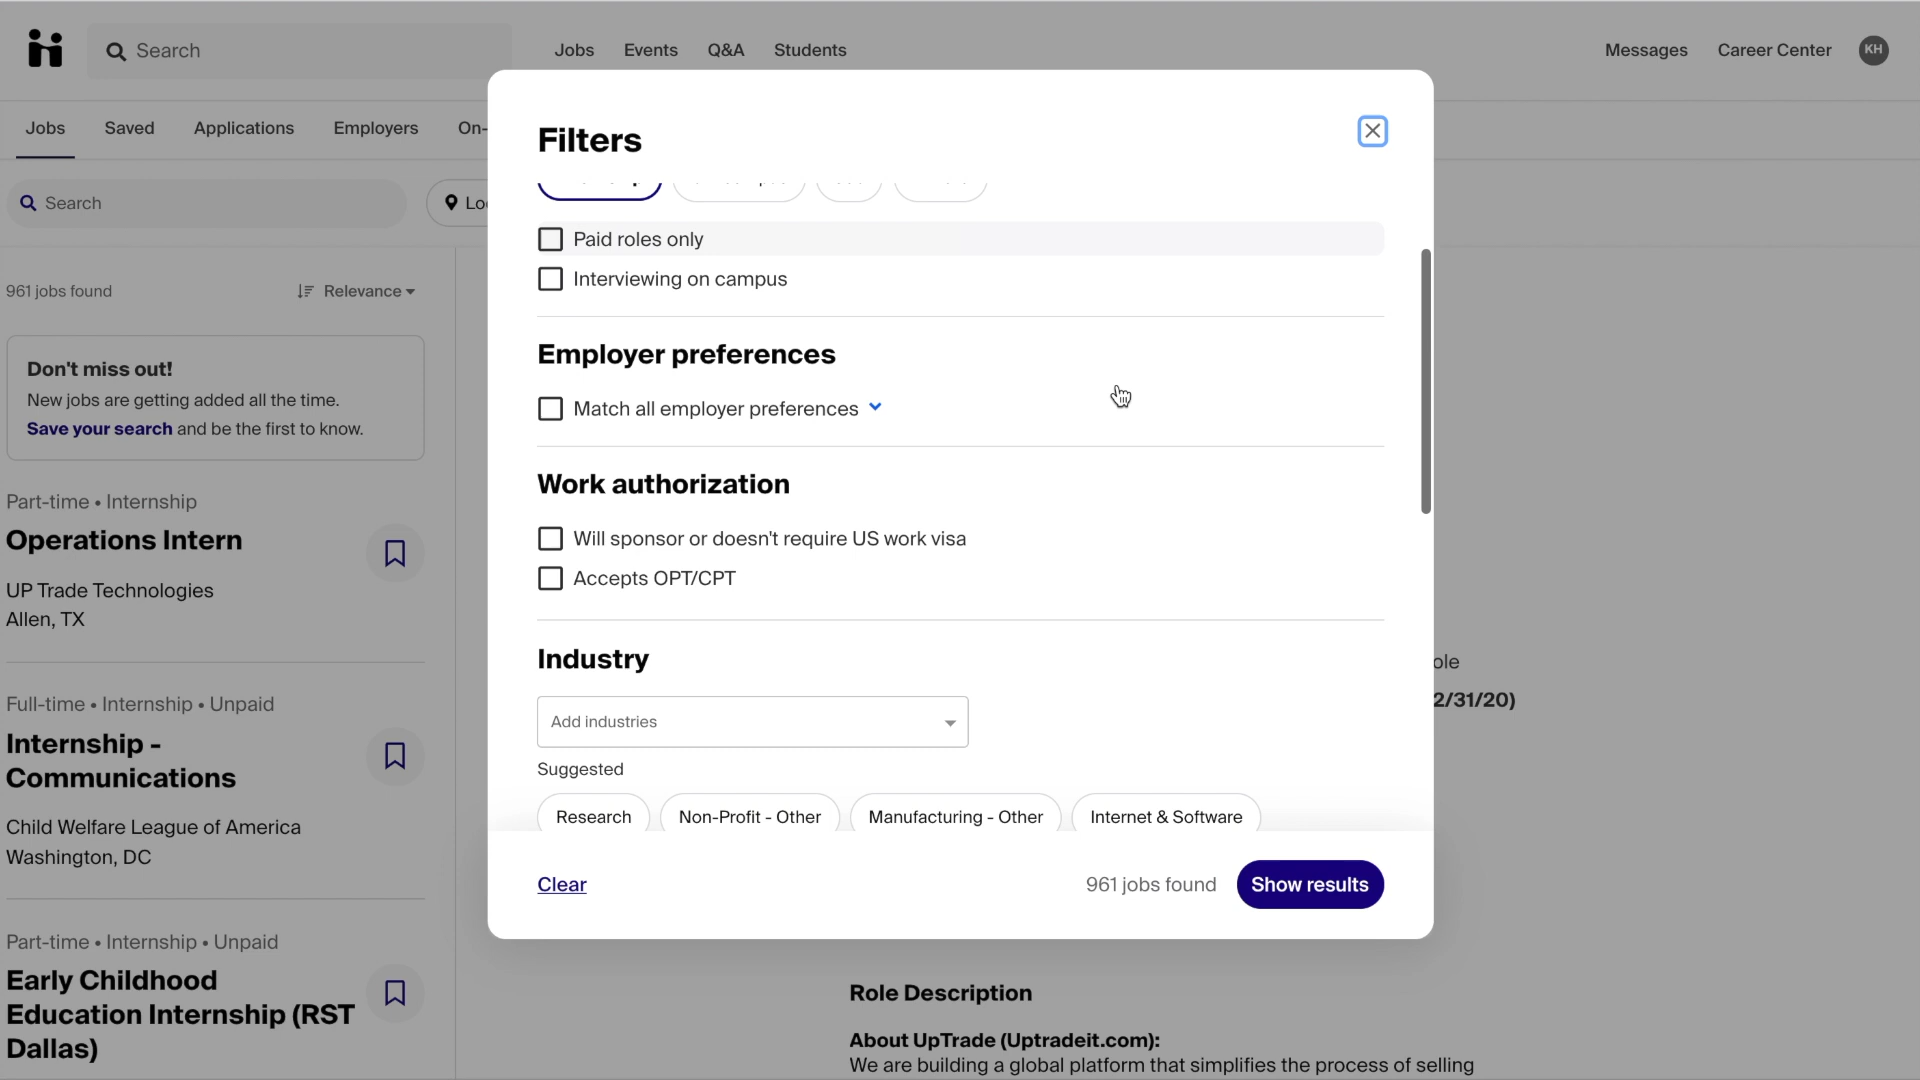 Search
Jobs
Events
Q&A
Students
Messages
Career Center
KH
Jobs
Saved
Applications
Employers
On-
Search
Lo
961 jobs found
Relevance
Don't miss out!
New jobs are getting added all the time.
Save your search and be the first to know.
Part-time • Internship
Operations Intern
UP Trade Technologies
Allen, TX
Full-time • Internship • Unpaid
Internship -
Communications
Child Welfare League of America
Washington, DC
Part-time • Internship • Unpaid
Early Childhood
Education Internship (RST
Dallas)
Filters
Paid roles only
Interviewing on campus
Employer preferences
Match all employer preferences
Work authorization
Will sponsor or doesn't require US work visa
Accepts OPT/CPT
Industry
Add industries
Suggested
Research
Non-Profit - Other
Manufacturing - Other
Internet & Software
Clear
961 jobs found
Show results
ole
2/31/20)
Role Description
About UpTrade (Uptradeit.com):
We are building a global platform that simplifies the process of selling